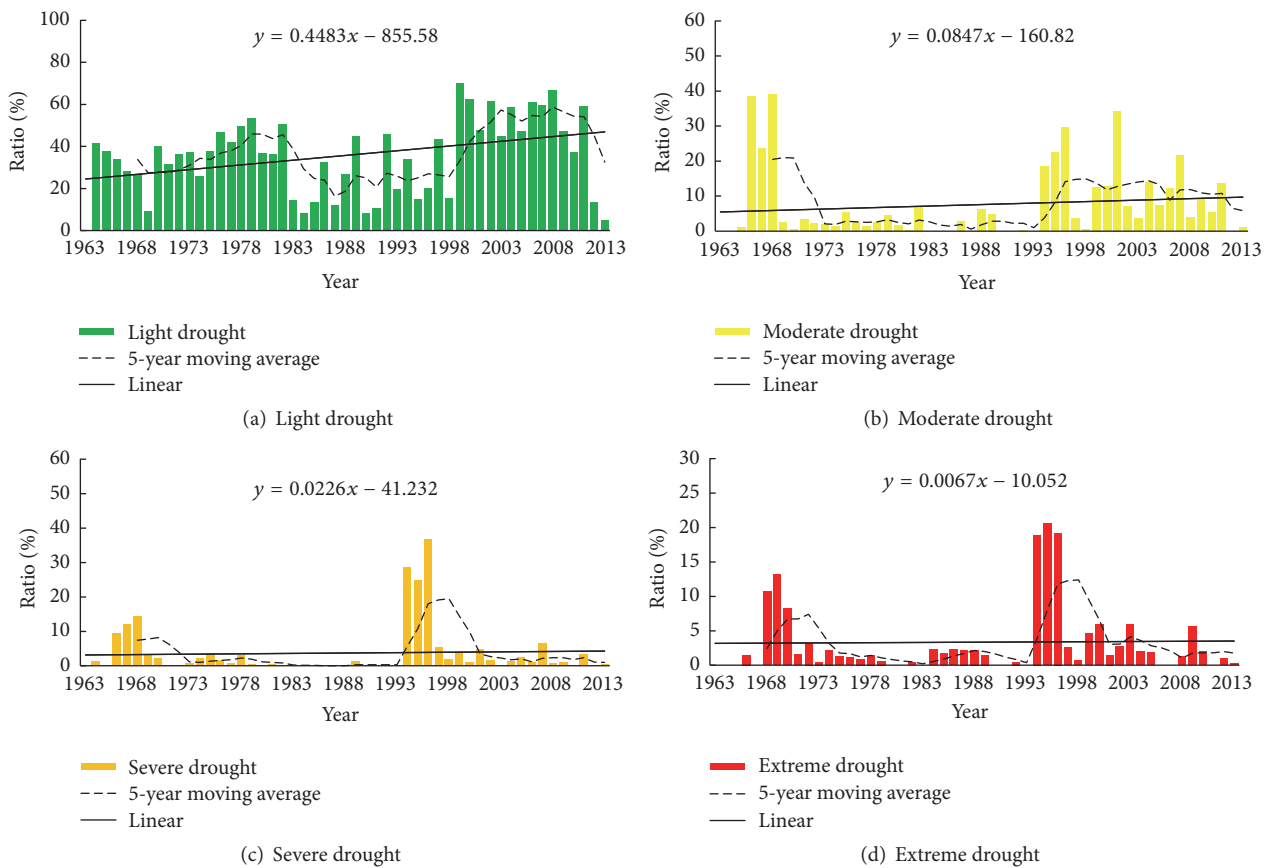 y = 0.4483x − 855.58
Ratio (%)
100
80
60
40
20
0
1963 1968 1973 1978 1983 1988 1993 1998 2003 2008 2013
Year
Light drought
5-year moving average
Linear
(a) Light drought
y = 0.0847x − 160.82
Ratio (%)
60
50
40
30
20
10
0
1963 1968 1973 1978 1983 1988 1993 1998 2003 2008 2013
Year
Moderate drought
5-year moving average
Linear
(b) Moderate drought
y = 0.0226x − 41.232
Ratio (%)
60
50
40
30
20
10
0
1963 1968 1973 1978 1983 1988 1993 1998 2003 2008 2013
Year
Severe drought
5-year moving average
Linear
(c) Severe drought
y = 0.0067x − 10.052
Ratio (%)
30
25
20
15
10
5
0
1963 1968 1973 1978 1983 1988 1993 1998 2003 2008 2013
Year
Extreme drought
5-year moving average
Linear
(d) Extreme drought